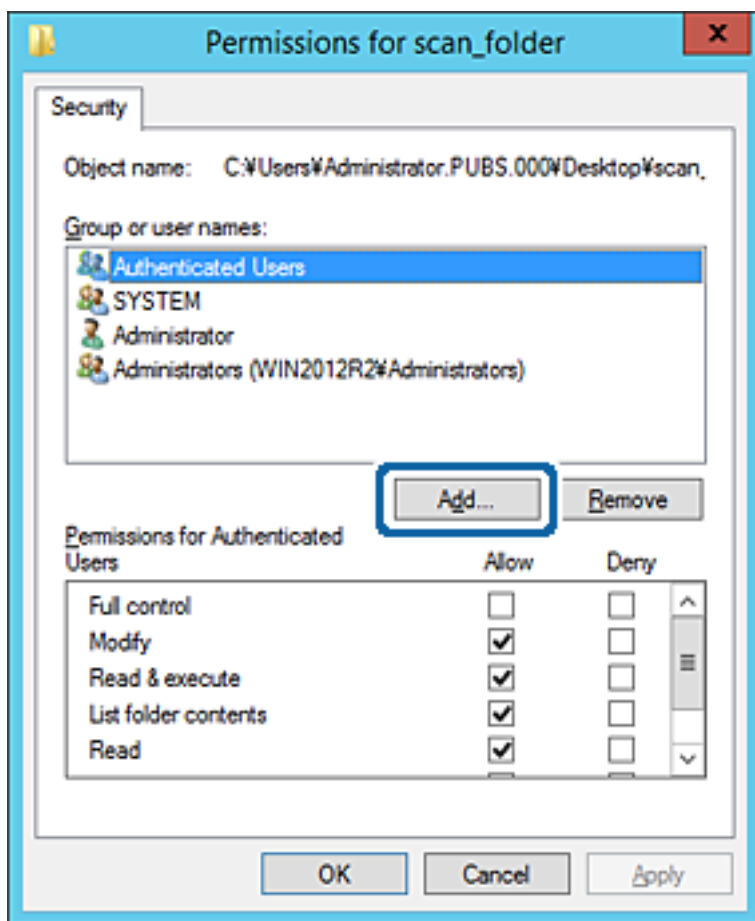 Permissions for scan_folder
x
Security
Object name: C:¥Users¥Administrator.PUBS.000¥Desktop¥scan_
Group or user names:
Authenticated Users
SYSTEM
Administrator
Administrators (WIN2012R2¥Administrators)
Add... Remove
Permissions for Authenticated
Users Allow Deny
Full control
Modify
Read & execute
List folder contents
Read
OK Cancel Apply